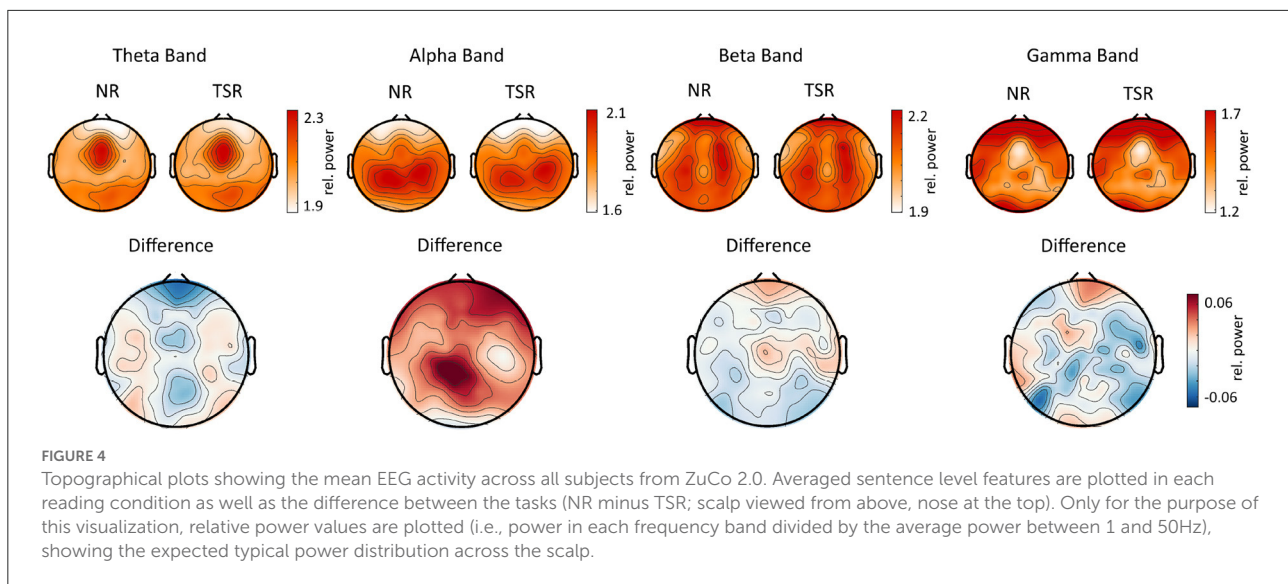 Theta Band
Alpha Band
Beta Band
Gamma Band
NR
TSR
NR
TSR
NR
TSR
NR
TSR
2.3
rel. power
1.9
2.1
rel. power
1.6
2.2
rel. power
1.9
1.7
rel. power
1.2
Difference
Difference
Difference
Difference
0.06
rel. power
-0.06
FIGURE 4
Topographical plots showing the mean EEG activity across all subjects from ZuCo 2.0. Averaged sentence level features are plotted in each
reading condition as well as the difference between the tasks (NR minus TSR; scalp viewed from above, nose at the top). Only for the purpose of
this visualization, relative power values are plotted (i.e., power in each frequency band divided by the average power between 1 and 50Hz),
showing the expected typical power distribution across the scalp.